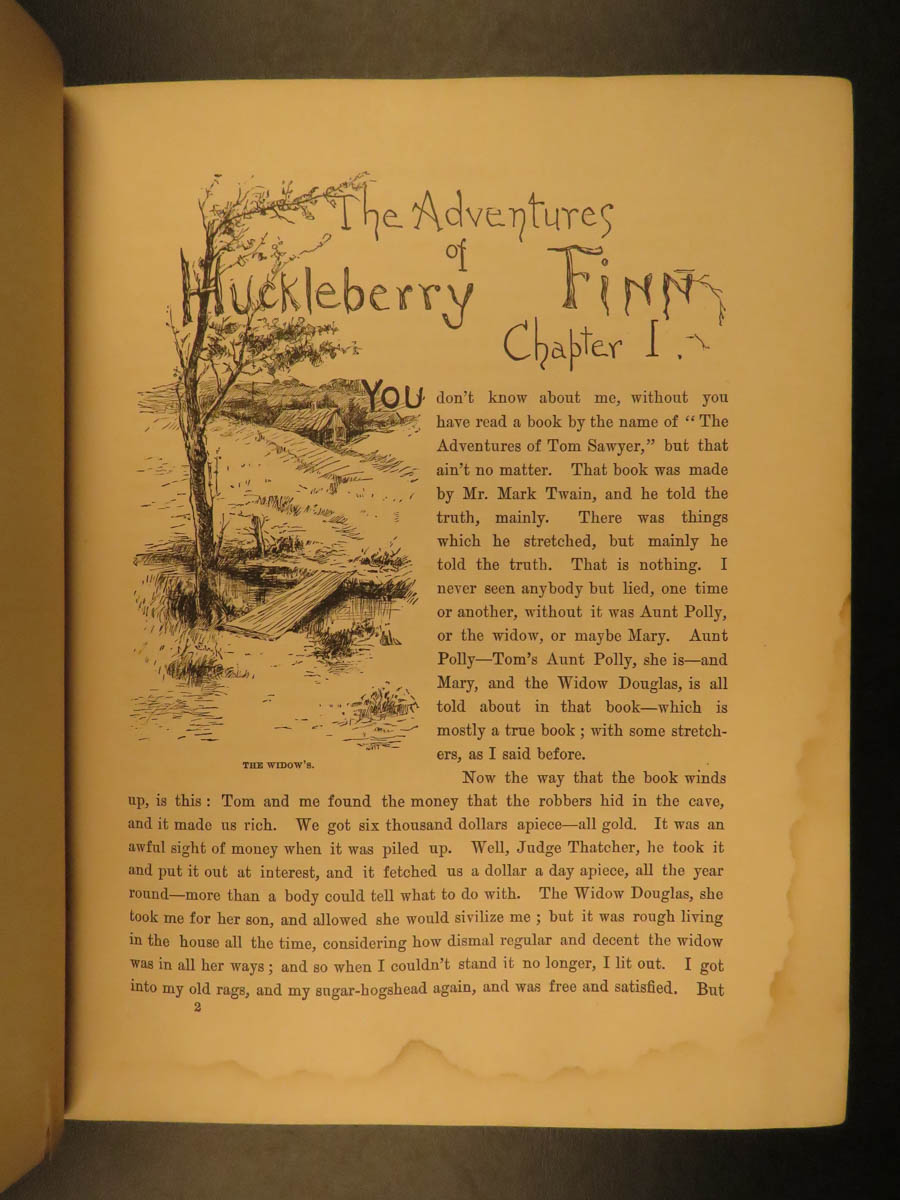 The Adventures
of
Huckleberry Finn
Chapter I.
YOU don't know about me, without you
have read a book by the name of “The
Adventures of Tom Sawyer,” but that
ain't no matter. That book was made
by Mr. Mark Twain, and he told the
truth, mainly. There was things
which he stretched, but mainly he
told the truth. That is nothing. I
never seen anybody but lied, one time
or another, without it was Aunt Polly,
or the widow, or maybe Mary. Aunt
Polly—Tom's Aunt Polly, she is—and
Mary, and the Widow Douglas, is all
told about in that book—which is
mostly a true book; with some stretch-
ers, as I said before.
THE WIDOW'S.
Now the way that the book winds
up, is this: Tom and me found the money that the robbers hid in the cave,
and it made us rich. We got six thousand dollars apiece—all gold. It was an
awful sight of money when it was piled up. Well, Judge Thatcher, he took it
and put it out at interest, and it fetched us a dollar a day apiece, all the year
round—more than a body could tell what to do with. The Widow Douglas, she
took me for her son, and allowed she would sivilize me; but it was rough living
in the house all the time, considering how dismal regular and decent the widow
was in all her ways; and so when I couldn't stand it no longer, I lit out. I got
into my old rags, and my sugar-hogshead again, and was free and satisfied. But
2